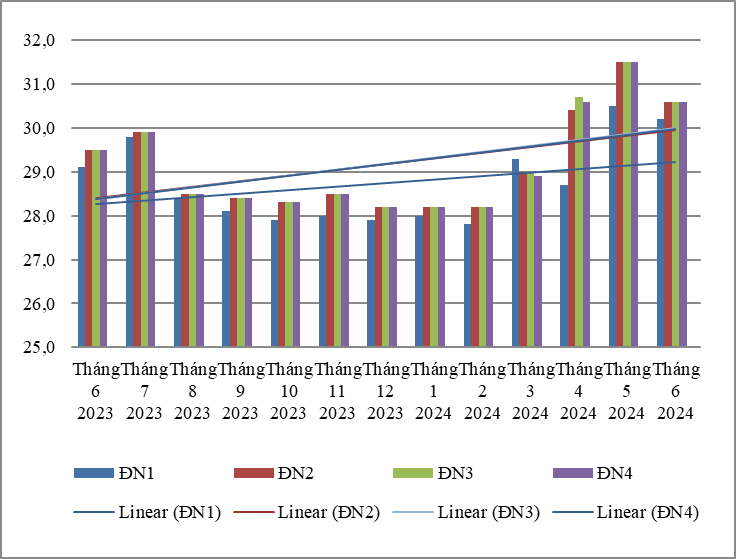 32,0
31,0
30,0
29,0
28,0
27,0
26,0
25,0
Tháng Tháng Tháng Tháng Tháng Tháng Tháng Tháng Tháng Tháng Tháng Tháng Tháng
6 7 8 9 10 11 12 1 2 3 4 5 6
2023 2023 2023 2023 2023 2023 2023 2024 2024 2024 2024 2024 2024
ĐN1 ĐN2 ĐN3 ĐN4
Linear (ĐN1) Linear (ĐN2) Linear (ĐN3) Linear (ĐN4)